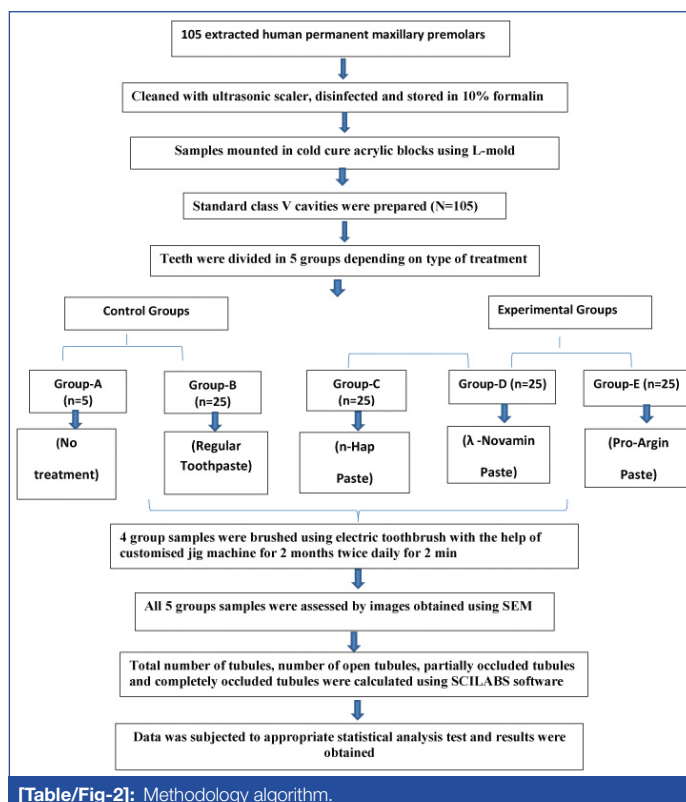 105 extracted human permanent maxillary premolars
Cleaned with ultrasonic scaler, disinfected and stored in 10% formalin
Samples mounted in cold cure acrylic blocks using L-mold
Standard class V cavities were prepared (N=105)
Teeth were divided in 5 groups depending on type of treatment
Control Groups
Experimental Groups
Group-A
(n=5)
Group-B
(n=25)
Group-C
(n=25)
Group-D (n=25)
Group-E (n=25)
(No
treatment)
(Regular
Toothpaste)
(n-Hap
Paste)
(λ -Novamin
Paste)
(Pro-Argin
Paste)
4 group samples were brushed using electric toothbrush with the help of
customised jig machine for 2 months twice daily for 2 min
All 5 groups samples were assessed by images obtained using SEM
Total number of tubules, number of open tubules, partially occluded tubules
and completely occluded tubules were calculated using SCILABS software
Data was subjected to appropriate statistical analysis test and results were
obtained
[Table/Fig-2]: Methodology algorithm.